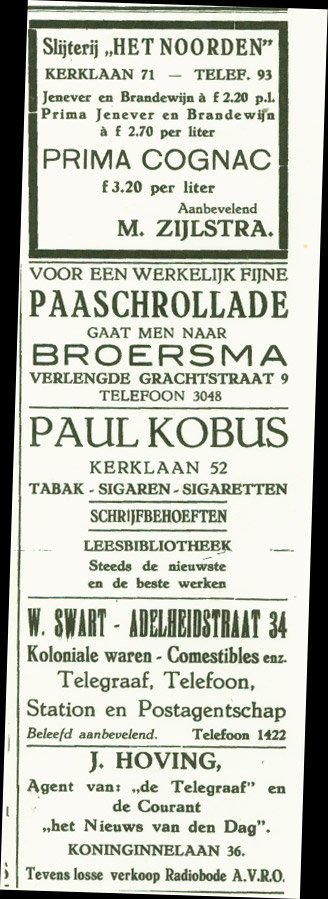 Slijterij „HET NOORDEN”
KERKLAAN 71 — TELEF. 93
Jenever en Brandewijn à f 2.20 p.l.
Prima Jenever en Brandewijn
à f 2.70 per liter
PRIMA COGNAC
f 3.20 per liter
Aanbevelend
M. ZIJLSTRA.
VOOR EEN WERKELIJK FIJNE
PAASCHROLLADE
GAAT MEN NAAR
BROERSMA
VERLENGDE GRACHTSTRAAT 9
TELEFOON 3048
PAUL KOBUS
KERKLAAN 52
TABAK - SIGAREN - SIGARETTEN
SCHRIJFBEHOEFTEN
LEESBIBLIOTHEEK
Steeds de nieuwste
en de beste werken
W. SWART - ADELHEIDSTRAAT 34
Koloniale waren - Comestibles enz.
Telegraaf, Telefoon,
Station en Postagentschap
Beleefd aanbevelend. Telefoon 1422
J. HOVING,
Agent van: „de Telegraaf” en
de Courant
„het Nieuws van den Dag”.
KONINGINNELAAN 36.
Tevens losse verkoop Radiobode A.V.R.O.